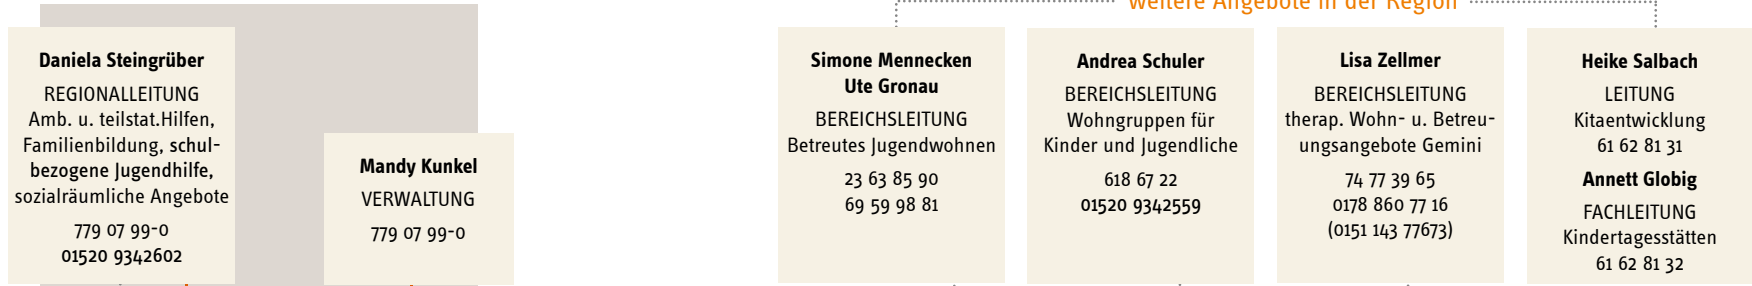 Weitere Angebote in der Region
Daniela Steingrüber
REGIONALLEITUNG
Amb. u. teilstat.Hilfen,
Familienbildung, schul-
bezogene Jugendhilfe,
sozialräumliche Angebote
779 07 99-0
01520 9342602
Mandy Kunkel
VERWALTUNG
779 07 99-0
Simone Mennecken
Ute Gronau
BEREICHSLEITUNG
Betreutes Jugendwohnen
23 63 85 90
69 59 98 81
Andrea Schuler
BEREICHSLEITUNG
Wohngruppen für
Kinder und Jugendliche
618 67 22
01520 9342559
Lisa Zellmer
BEREICHSLEITUNG
therap. Wohn- u. Betreu-
ungsangebote Gemini
74 77 39 65
0178 860 77 16
(0151 143 77673)
Heike Salbach
LEITUNG
Kitaentwicklung
61 62 81 31
Annett Globig
FACHLEITUNG
Kindertagesstätten
61 62 81 32